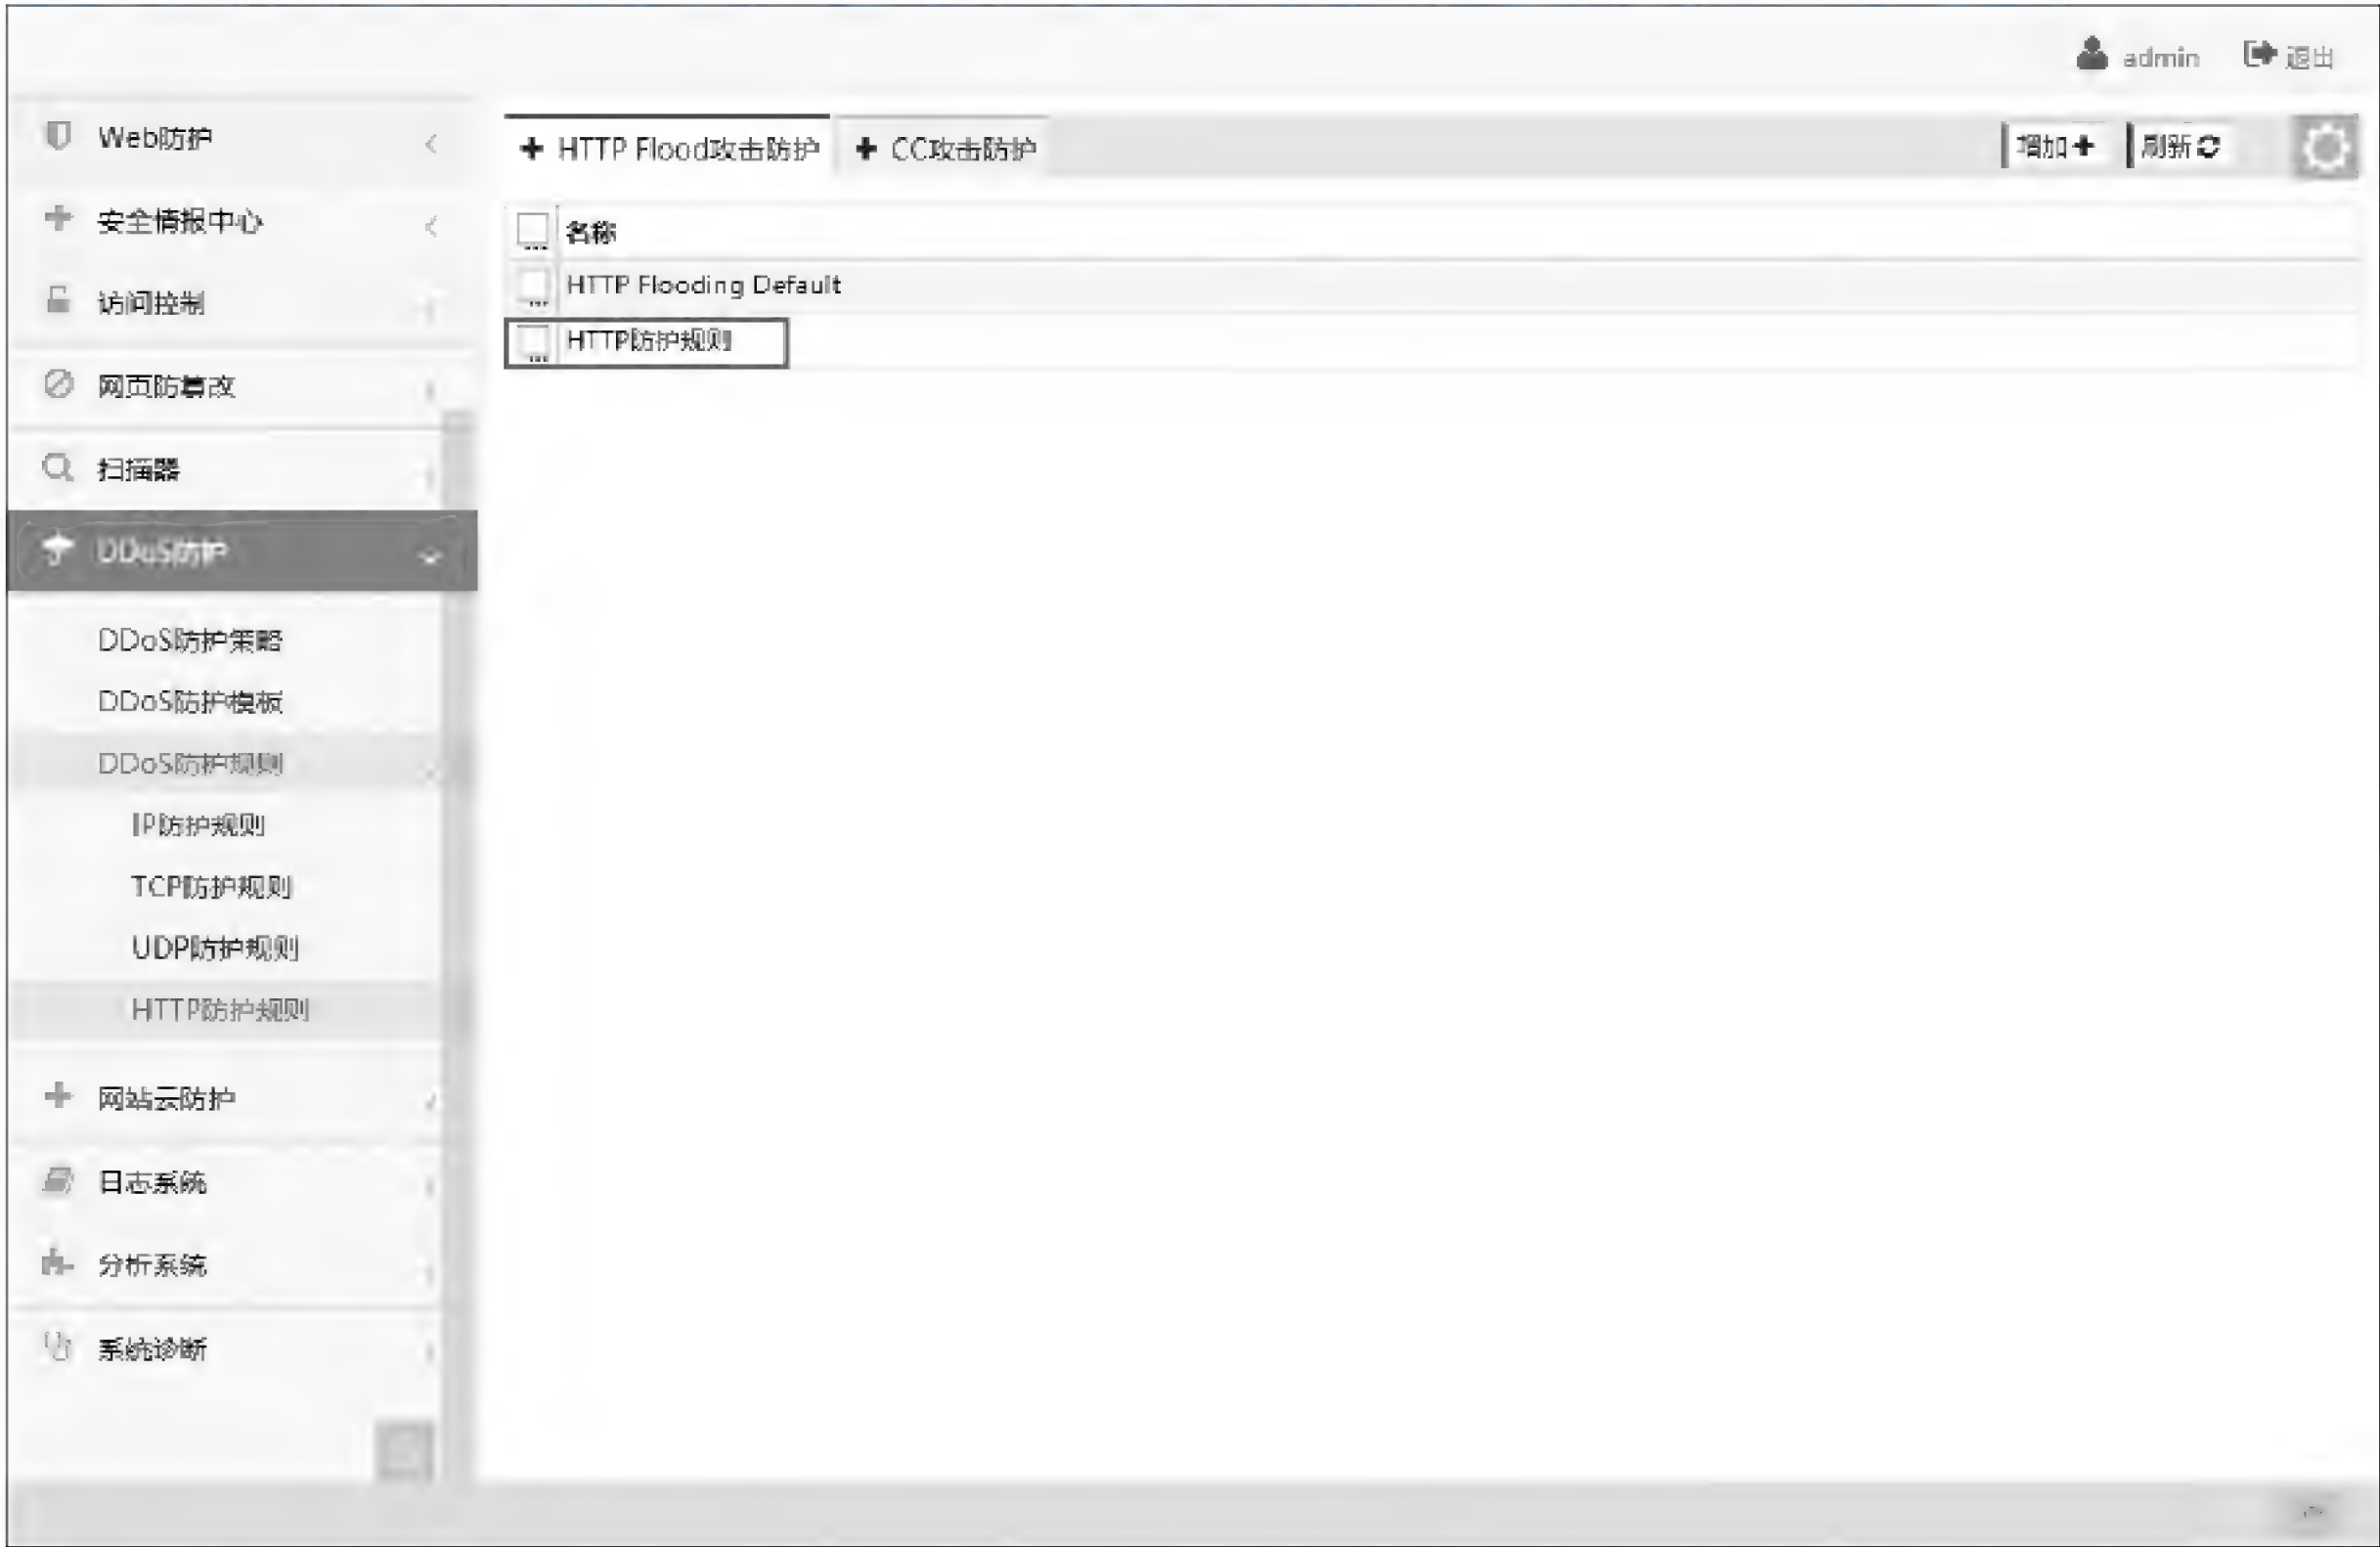 admin 退出
Web防护
安全情报中心
访问控制
网页防篡改
扫描器
DDoS防护
DDoS防护策略
DDoS防护模板
DDoS防护规则
IP防护规则
TCP防护规则
UDP防护规则
HTTP防护规则
网站云防护
日志系统
分析系统
系统诊断
HTTP Flood攻击防护 CC攻击防护 增加 刷新
名称
HTTP Flooding Default
HTTP防护规则